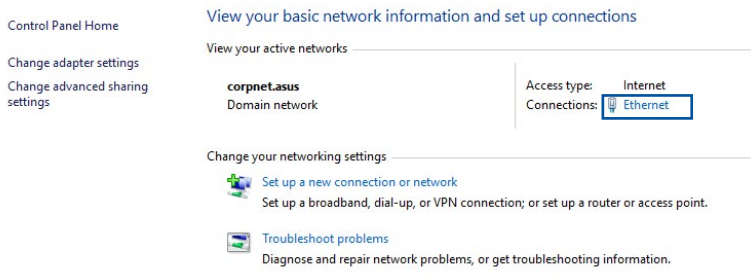 Control Panel Home
Change adapter settings
Change advanced sharing
settings
View your basic network information and set up connections
View your active networks
corpnet.asus
Domain network
Access type: Internet
Connections: Ethernet
Change your networking settings
Set up a new connection or network
Set up a broadband, dial-up, or VPN connection; or set up a router or access point.
Troubleshoot problems
Diagnose and repair network problems, or get troubleshooting information.